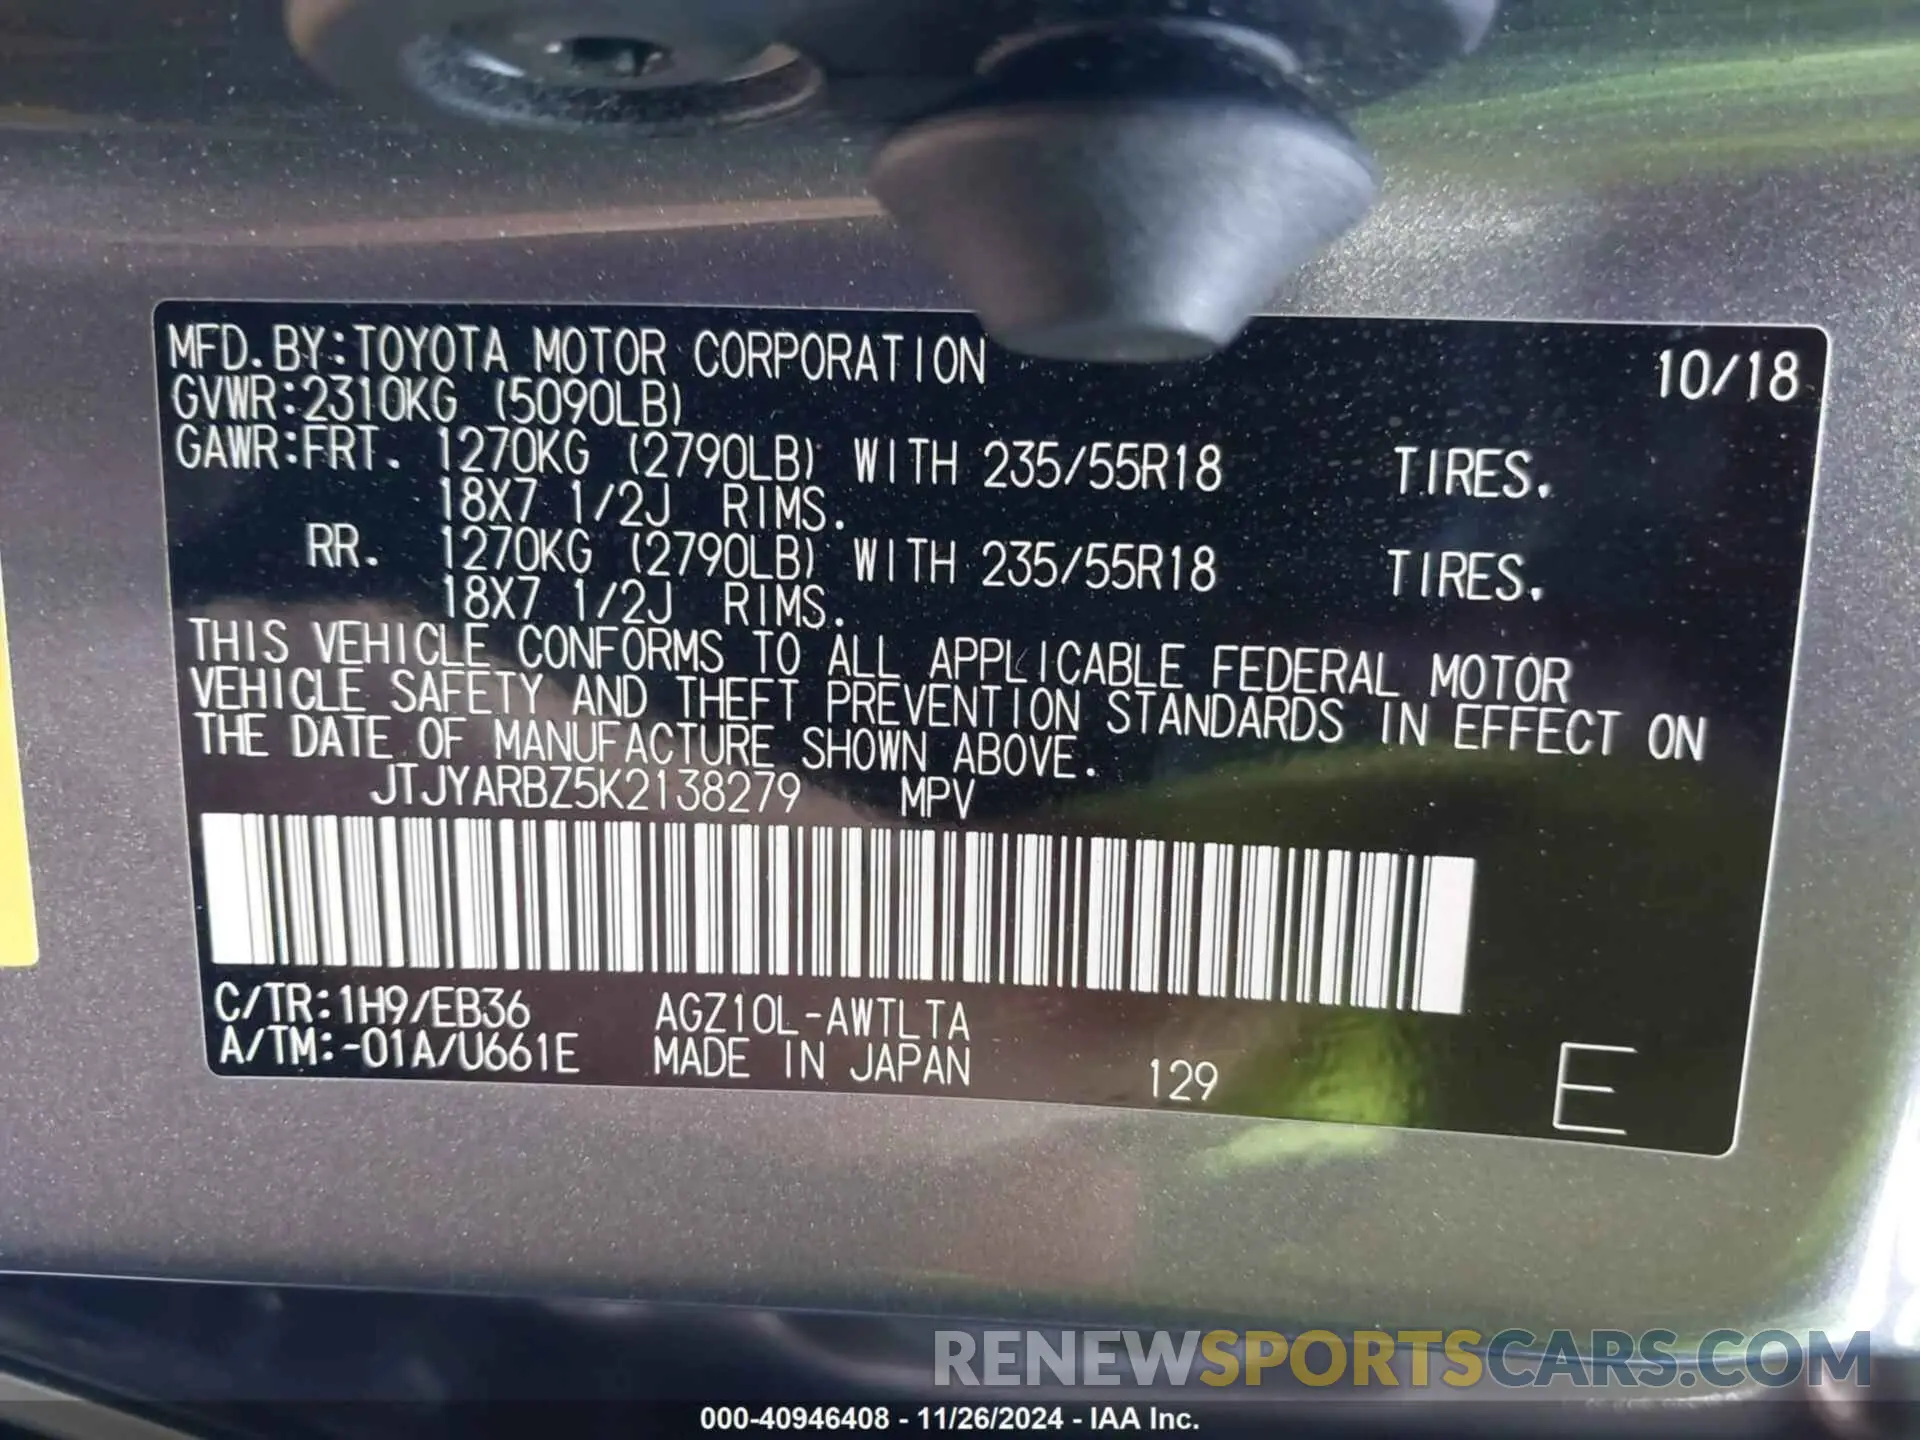 MFD.BY:TOYOTA MOTOR CORPORATION 10/18
GVWR:2310KG (5090LB)
GAWR:FRT. 1270KG (2790LB) WITH 235/55R18 TIRES.
18X7 1/2J RIMS.
RR. 1270KG (2790LB) WITH 235/55R18 TIRES.
18X7 1/2J RIMS.
THIS VEHICLE CONFORMS TO ALL APPLICABLE FEDERAL MOTOR
VEHICLE SAFETY AND THEFT PREVENTION STANDARDS IN EFFECT ON
THE DATE OF MANUFACTURE SHOWN ABOVE.
JTJYARBZ5K2138279 MPV
C/TR:1H9/EB36 AGZ10L-AWTLTA
A/TM:-01A/U661E MADE IN JAPAN 129 E
RENEWSPORTSCARS.COM
000-40946408 - 11/26/2024 - IAA Inc.